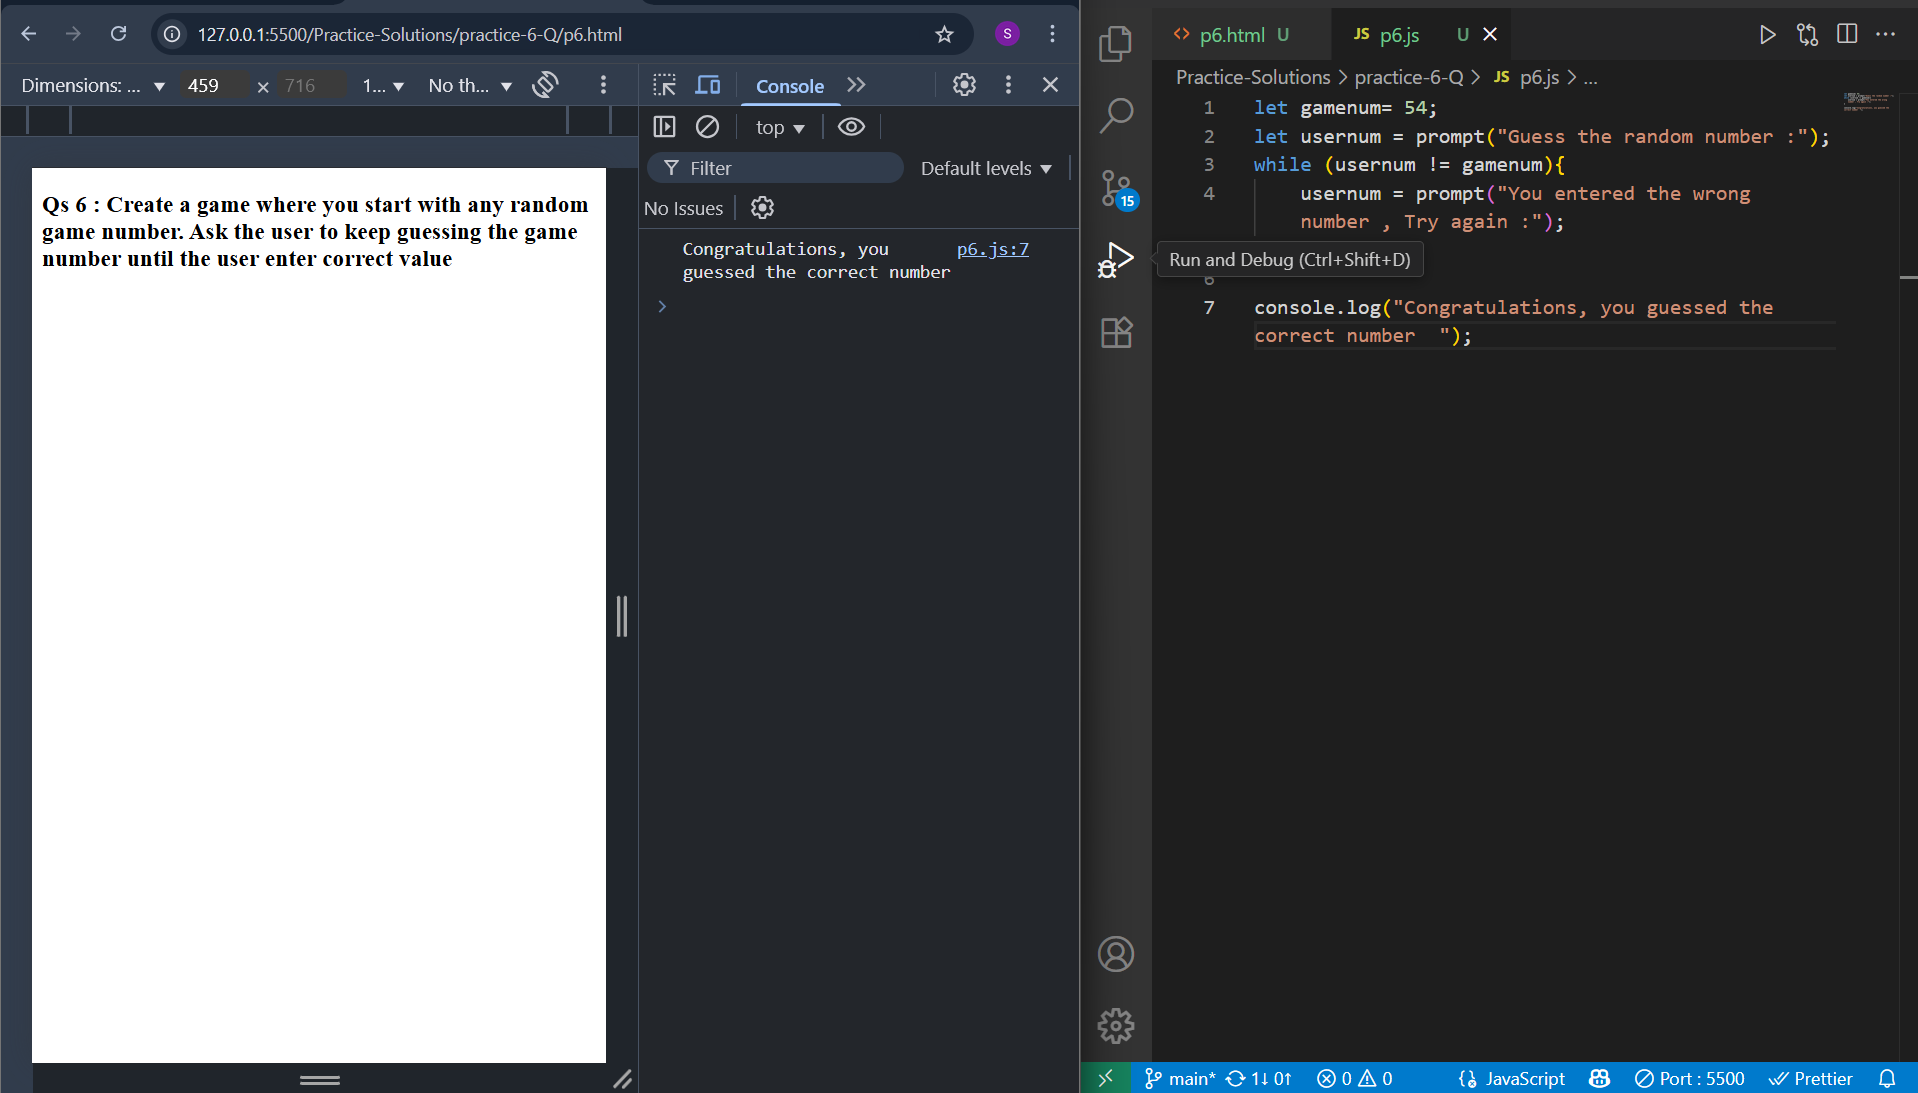 127.0.0.1:5500/Practice-Solutions/practice-6-Q/p6.html
S
Dimensions: ...
459
×
716
1...
No th...
Console
top
Filter
Default levels
No Issues
Congratulations, you
guessed the correct number
p6.js:7
Qs 6 : Create a game where you start with any random
game number. Ask the user to keep guessing the game
number until the user enter correct value
p6.html U
JS p6.js U
Practice-Solutions > practice-6-Q > JS p6.js > ...
1 let gamenum= 54;
2 let usernum = prompt("Guess the random number :");
3 while (usernum != gamenum){
4 usernum = prompt("You entered the wrong
number , Try again :");
Run and Debug (Ctrl+Shift+D)
6
7 console.log("Congratulations, you guessed the
correct number  ");
15
main* 1↓ 0↑
0
0
JavaScript
Port : 5500
Prettier